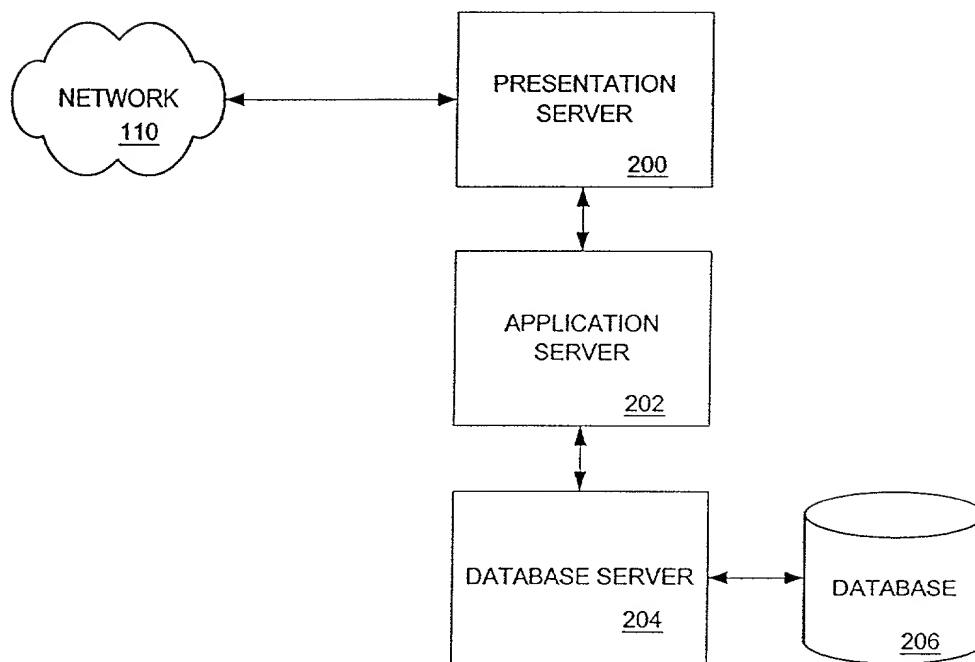 NETWORK
110
PRESENTATION
SERVER
200
APPLICATION
SERVER
202
DATABASE SERVER
204
DATABASE
206